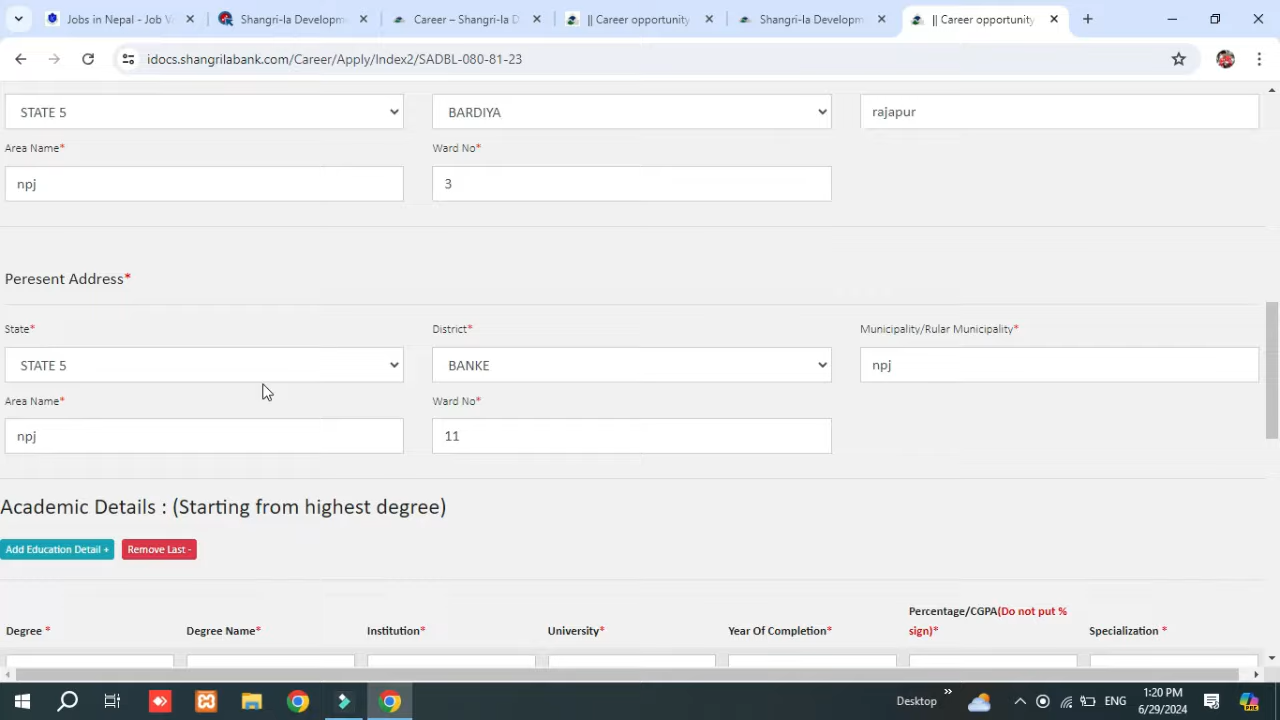 Jobs in Nepal - Job V
Shangri-la Developm
Career – Shangri-la D
|| Career opportunity
Shangri-la Developm
|| Career opportunity
idocs.shangrilabank.com/Career/Apply/Index2/SADBL-080-81-23
STATE 5
BARDIYA
rajapur
Area Name*
Ward No*
npj
3
Peresent Address*
State*
District*
Municipality/Rular Municipality*
STATE 5
BANKE
npj
Area Name*
Ward No*
npj
11
Academic Details : (Starting from highest degree)
Add Education Detail +
Remove Last -
Degree *
Degree Name*
Institution*
University*
Year Of Completion*
Percentage/CGPA(Do not put %
sign)*
Specialization *
Desktop
ENG
1:20 PM
6/29/2024
PRE